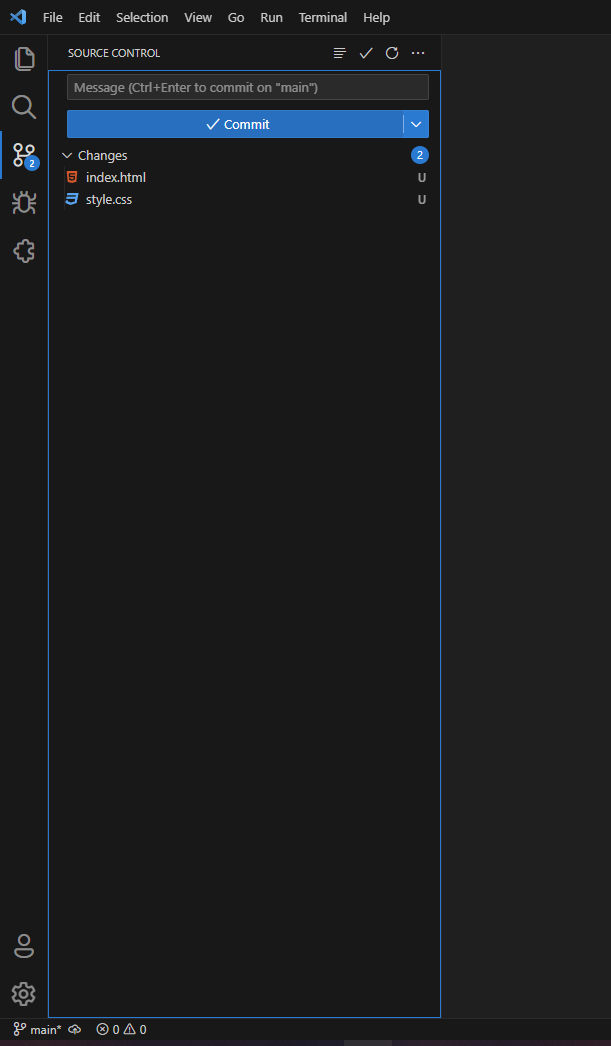 File Edit Selection View Go Run Terminal Help
SOURCE CONTROL
Message (Ctrl+Enter to commit on "main")
Commit
Changes 2
index.html U
style.css U
2
main* 0 0